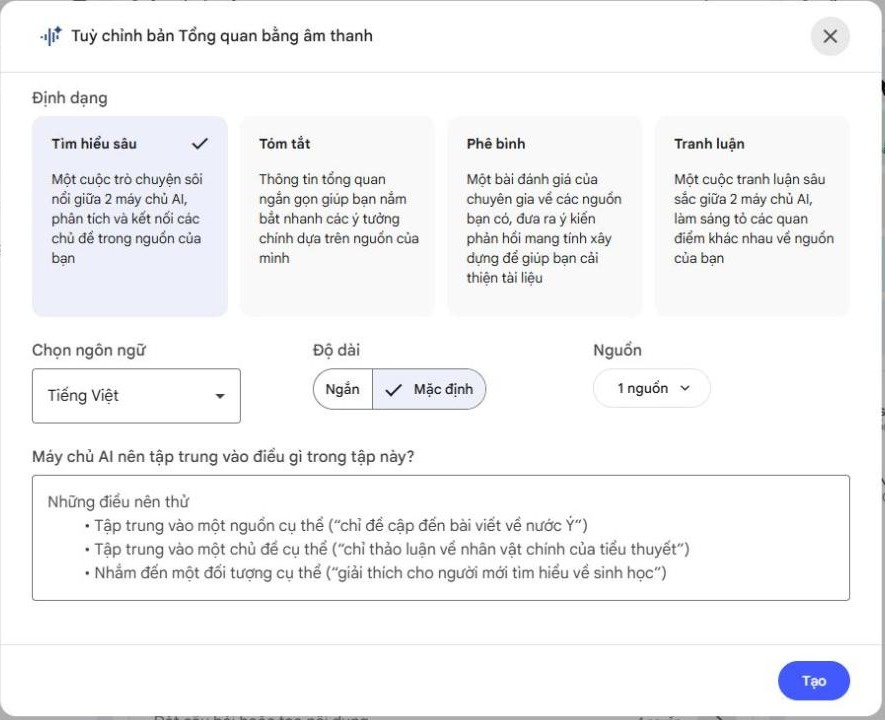 Tuỳ chỉnh bản Tổng quan bằng âm thanh
Định dạng
Tìm hiểu sâu
Một cuộc trò chuyện sôi
nổi giữa 2 máy chủ AI,
phân tích và kết nối các
chủ đề trong nguồn của
bạn
Tóm tắt
Thông tin tổng quan
ngắn gọn giúp bạn nắm
bắt nhanh các ý tưởng
chính dựa trên nguồn của
mình
Phê bình
Một bài đánh giá của
chuyên gia về các nguồn
bạn có, đưa ra ý kiến
phản hồi mang tính xây
dựng để giúp bạn cải
thiện tài liệu
Tranh luận
Một cuộc tranh luận sâu
sắc giữa 2 máy chủ AI,
làm sáng tỏ các quan
điểm khác nhau về nguồn
của bạn
Chọn ngôn ngữ
Tiếng Việt
Độ dài
Ngắn
Mặc định
Nguồn
1 nguồn
Máy chủ AI nên tập trung vào điều gì trong tập này?
Những điều nên thử
• Tập trung vào một nguồn cụ thể (“chỉ đề cập đến bài viết về nước Ý”)
• Tập trung vào một chủ đề cụ thể (“chỉ thảo luận về nhân vật chính của tiểu thuyết”)
• Nhắm đến một đối tượng cụ thể (“giải thích cho người mới tìm hiểu về sinh học”)
Tạo